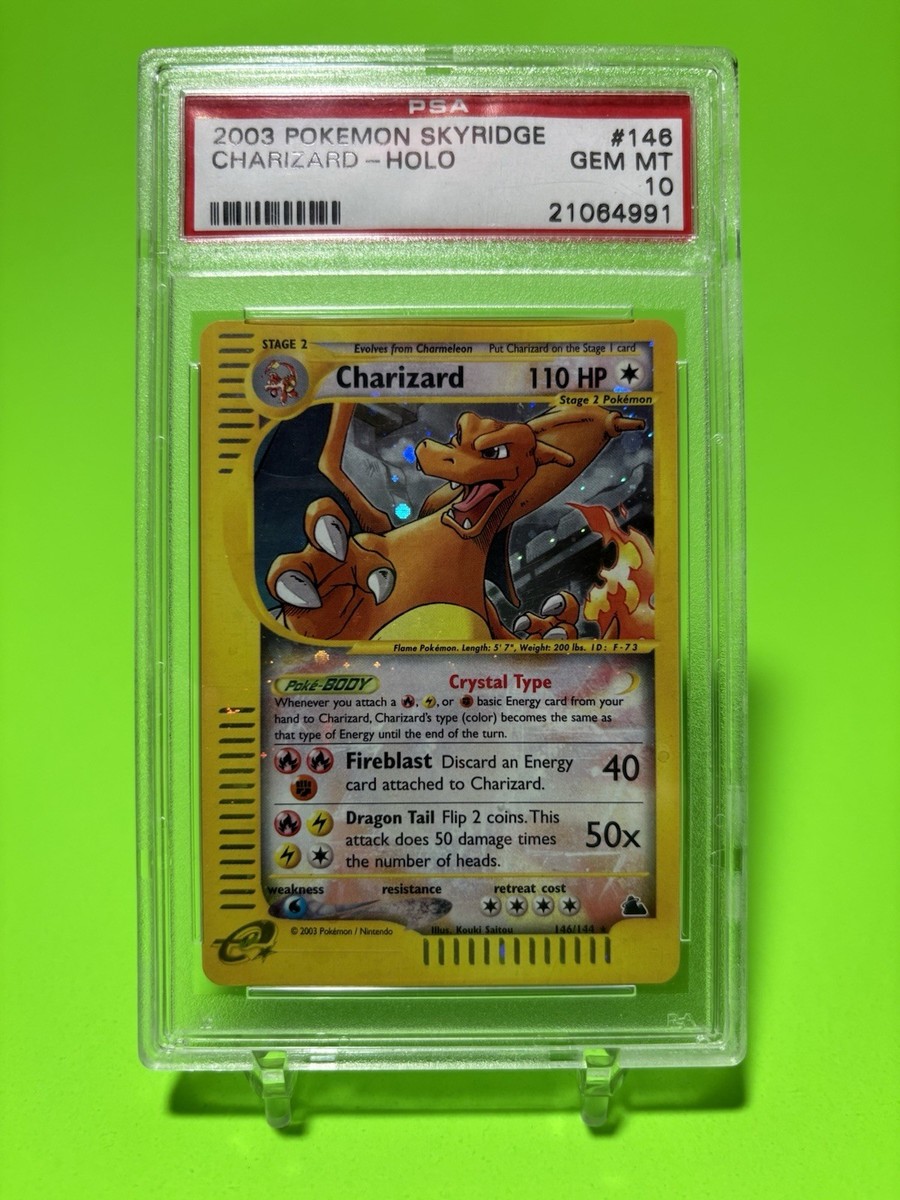 PSA
2003 POKEMON SKYRIDGE #146
CHARIZARD - HOLO GEM MT
10
21064991
STAGE 2 Evolves from Charmeleon Put Charizard on the Stage 1 card
Charizard 110 HP
Stage 2 Pokémon
Flame Pokémon. Length: 5' 7", Weight: 200 lbs. ID: F-73
Poké-BODY Crystal Type
Whenever you attach a , , or basic Energy card from your
hand to Charizard, Charizard's type (color) becomes the same as
that type of Energy until the end of the turn.
Fireblast Discard an Energy
card attached to Charizard.
40
Dragon Tail Flip 2 coins. This
attack does 50 damage times
the number of heads.
50x
weakness resistance retreat cost
© 2003 Pokémon / Nintendo Illus. Kouki Saitou 146/144
e